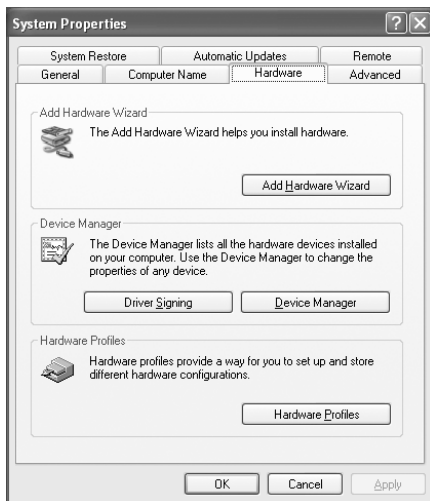 System Properties
System Restore Automatic Updates Remote
General Computer Name Hardware Advanced
Add Hardware Wizard
The Add Hardware Wizard helps you install hardware.
Add Hardware Wizard
Device Manager
The Device Manager lists all the hardware devices installed
on your computer. Use the Device Manager to change the
properties of any device.
Driver Signing Device Manager
Hardware Profiles
Hardware profiles provide a way for you to set up and store
different hardware configurations.
Hardware Profiles
OK Cancel Apply